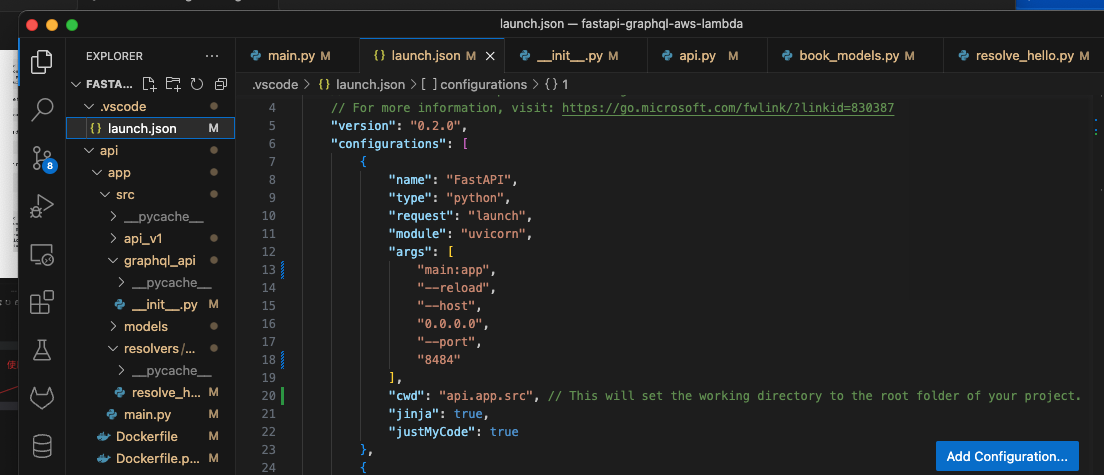 launch.json — fastapi-graphql-aws-lambda
EXPLORER ...
main.py M
launch.json M
__init__.py M
api.py M
book_models.py M
resolve_hello.py M
FASTA...
.vscode > {} launch.json > [ ] configurations > {} 1
.vscode
{} launch.json M
api
app
src
__pycache__
api_v1
graphql_api
__pycache__
__init__.py M
models
resolvers/...
__pycache__
resolve_h... M
main.py M
Dockerfile M
Dockerfile.p... M
8
4 // For more information, visit: https://go.microsoft.com/fwlink/?linkid=830387
5 "version": "0.2.0",
6 "configurations": [
7 {
8 "name": "FastAPI",
9 "type": "python",
10 "request": "launch",
11 "module": "uvicorn",
12 "args": [
13 "main:app",
14 "--reload",
15 "--host",
16 "0.0.0.0",
17 "--port",
18 "8484"
19 ],
20 "cwd": "api.app.src", // This will set the working directory to the root folder of your project.
21 "jinja": true,
22 "justMyCode": true
23 },
24 {
Add Configuration...